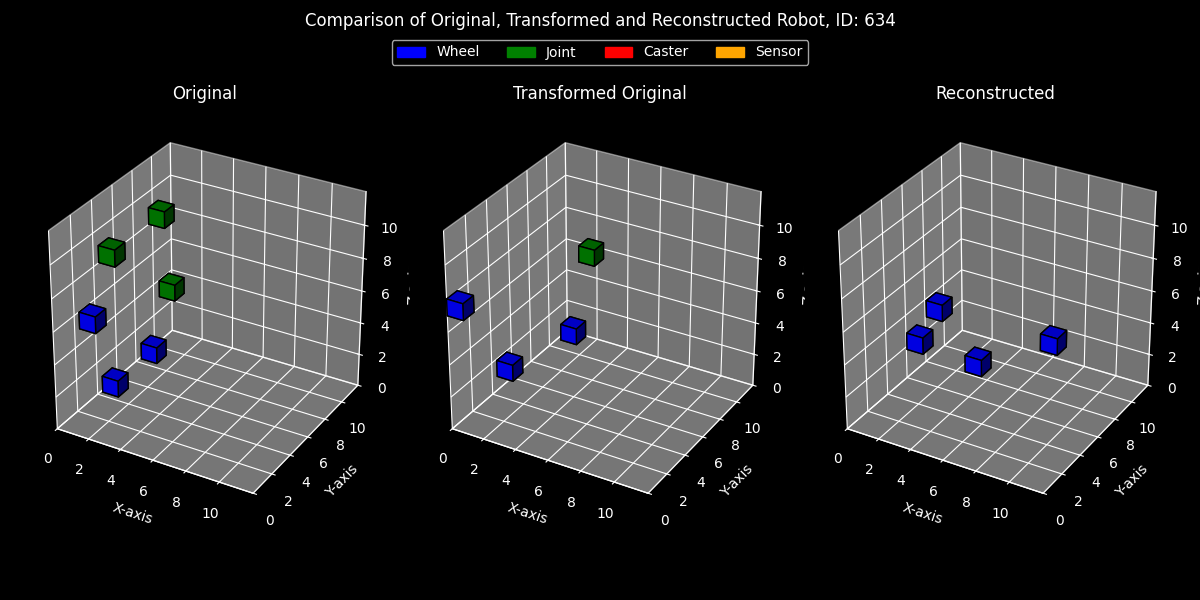 Comparison of Original, Transformed and Reconstructed Robot, ID: 634
Wheel Joint Caster Sensor
Original Transformed Original Reconstructed
10 10 10
8 8 8
6 6 6
4 4 4
2 2 2
0 0 0
10 10 10
8 8 8
6 6 6
4 4 4
2 2 2
0 0 0
0 2 4 6 8 10 0 2 4 6 8 10 0 2 4 6 8 10
X-axis Y-axis X-axis Y-axis X-axis Y-axis